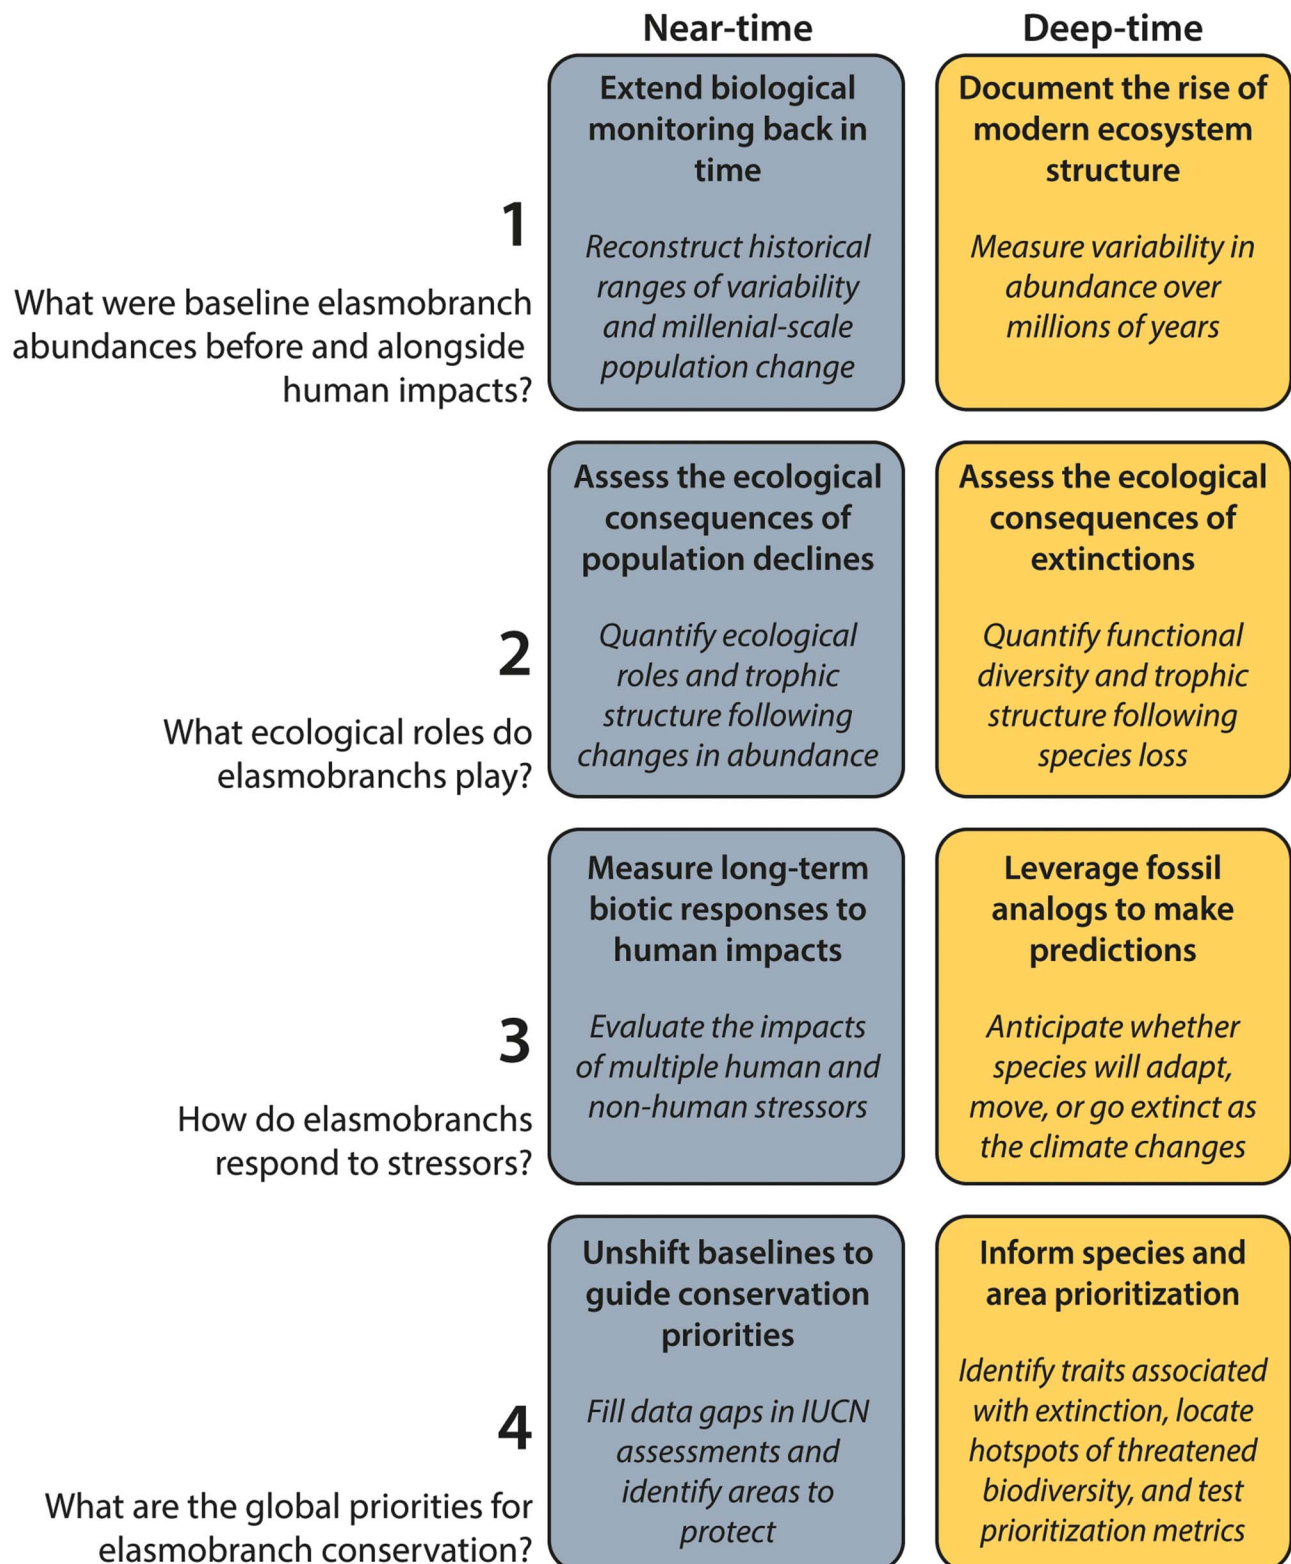 Near-time
Deep-time
1
What were baseline elasmobranch
abundances before and alongside
human impacts?
Extend biological
monitoring back in
time
Reconstruct historical
ranges of variability
and millenial-scale
population change
Document the rise of
modern ecosystem
structure
Measure variability in
abundance over
millions of years
2
What ecological roles do
elasmobranchs play?
Assess the ecological
consequences of
population declines
Quantify ecological
roles and trophic
structure following
changes in abundance
Assess the ecological
consequences of
extinctions
Quantify functional
diversity and trophic
structure following
species loss
3
How do elasmobranchs
respond to stressors?
Measure long-term
biotic responses to
human impacts
Evaluate the impacts
of multiple human and
non-human stressors
Leverage fossil
analogs to make
predictions
Anticipate whether
species will adapt,
move, or go extinct as
the climate changes
4
What are the global priorities for
elasmobranch conservation?
Unshift baselines to
guide conservation
priorities
Fill data gaps in IUCN
assessments and
identify areas to
protect
Inform species and
area prioritization
Identify traits associated
with extinction, locate
hotspots of threatened
biodiversity, and test
prioritization metrics